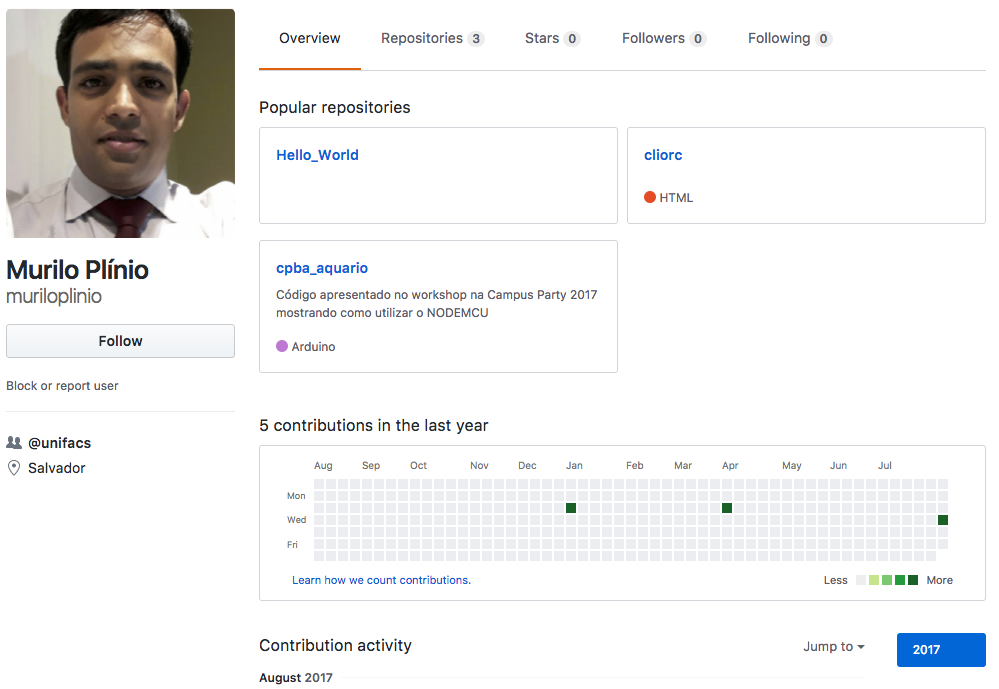 Overview
Repositories 3
Stars 0
Followers 0
Following 0
Popular repositories
Hello_World
cliorc
HTML
cpba_aquario
Código apresentado no workshop na Campus Party 2017
mostrando como utilizar o NODEMCU
Arduino
Murilo Plínio
muriloplinio
Follow
Block or report user
@unifacs
Salvador
5 contributions in the last year
Aug Sep Oct Nov Dec Jan Feb Mar Apr May Jun Jul
Mon
Wed
Fri
Learn how we count contributions.
Less More
Contribution activity
Jump to
2017
August 2017